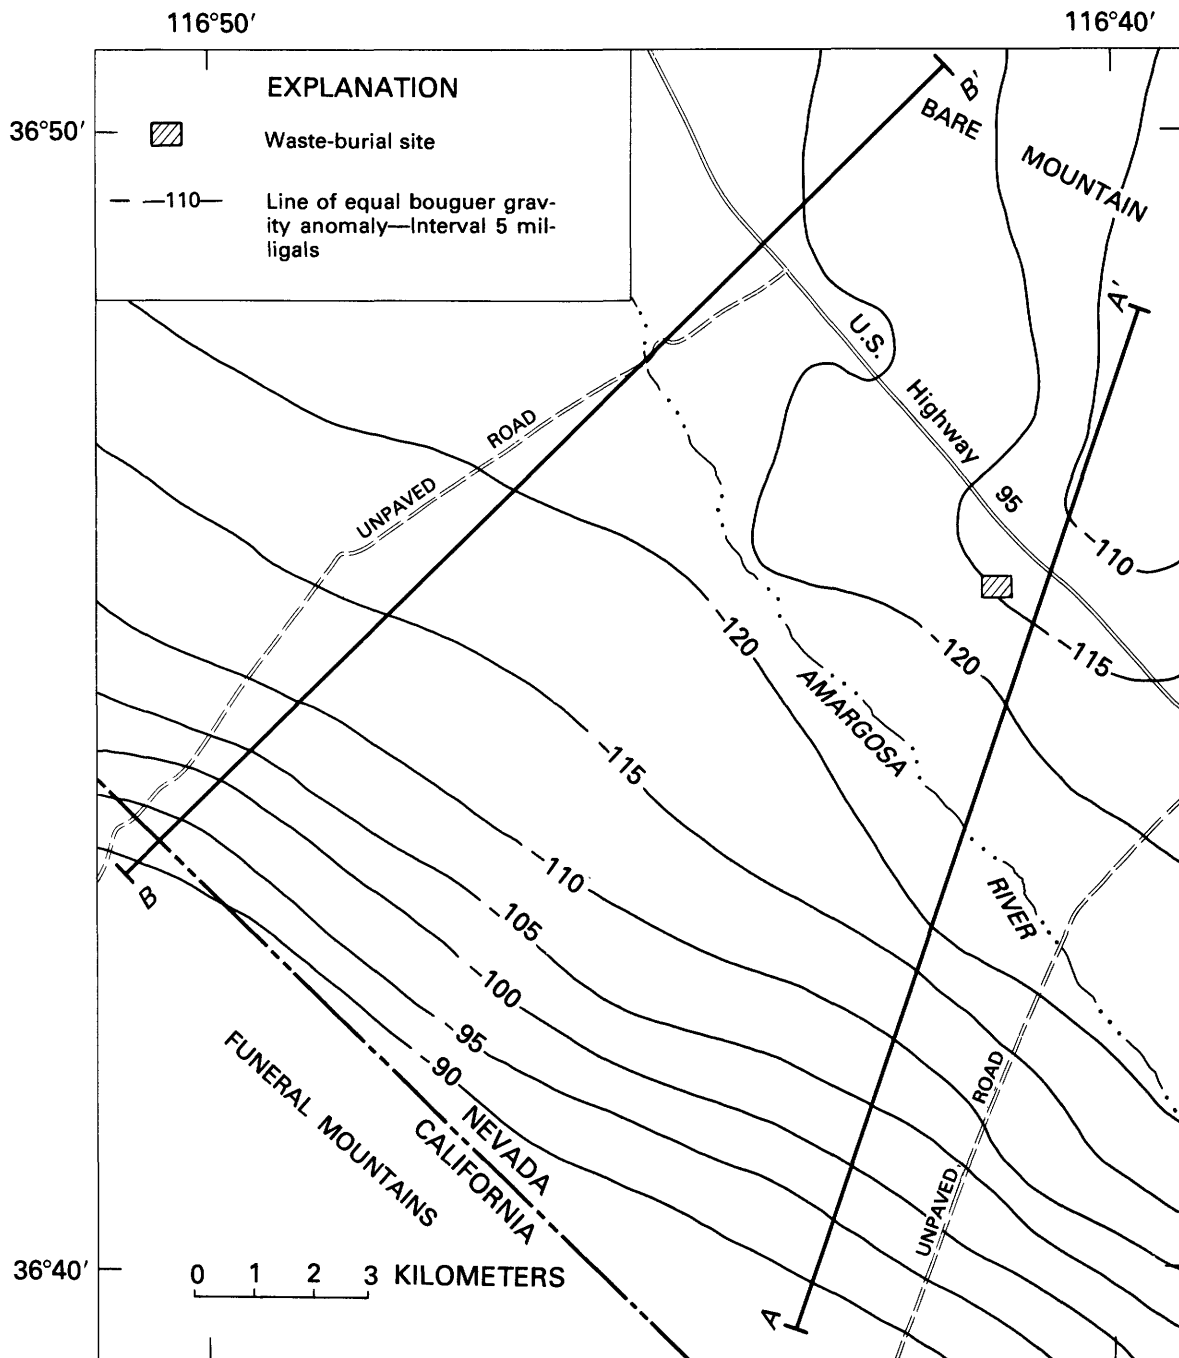 116°50′
116°40′
36°50′
EXPLANATION
Waste-burial site
—110—
Line of equal bouguer grav-
ity anomaly—Interval 5 mil-
ligals
B′
BARE
MOUNTAIN
A′
U.S.
Highway
95
UNPAVED
ROAD
-110
-120
-120
-115
AMARGOSA
RIVER
-115
B
-110
-105
-100
-95
-90
FUNERAL MOUNTAINS
NEVADA
CALIFORNIA
UNPAVED
ROAD
A
36°40′
0 1 2 3 KILOMETERS